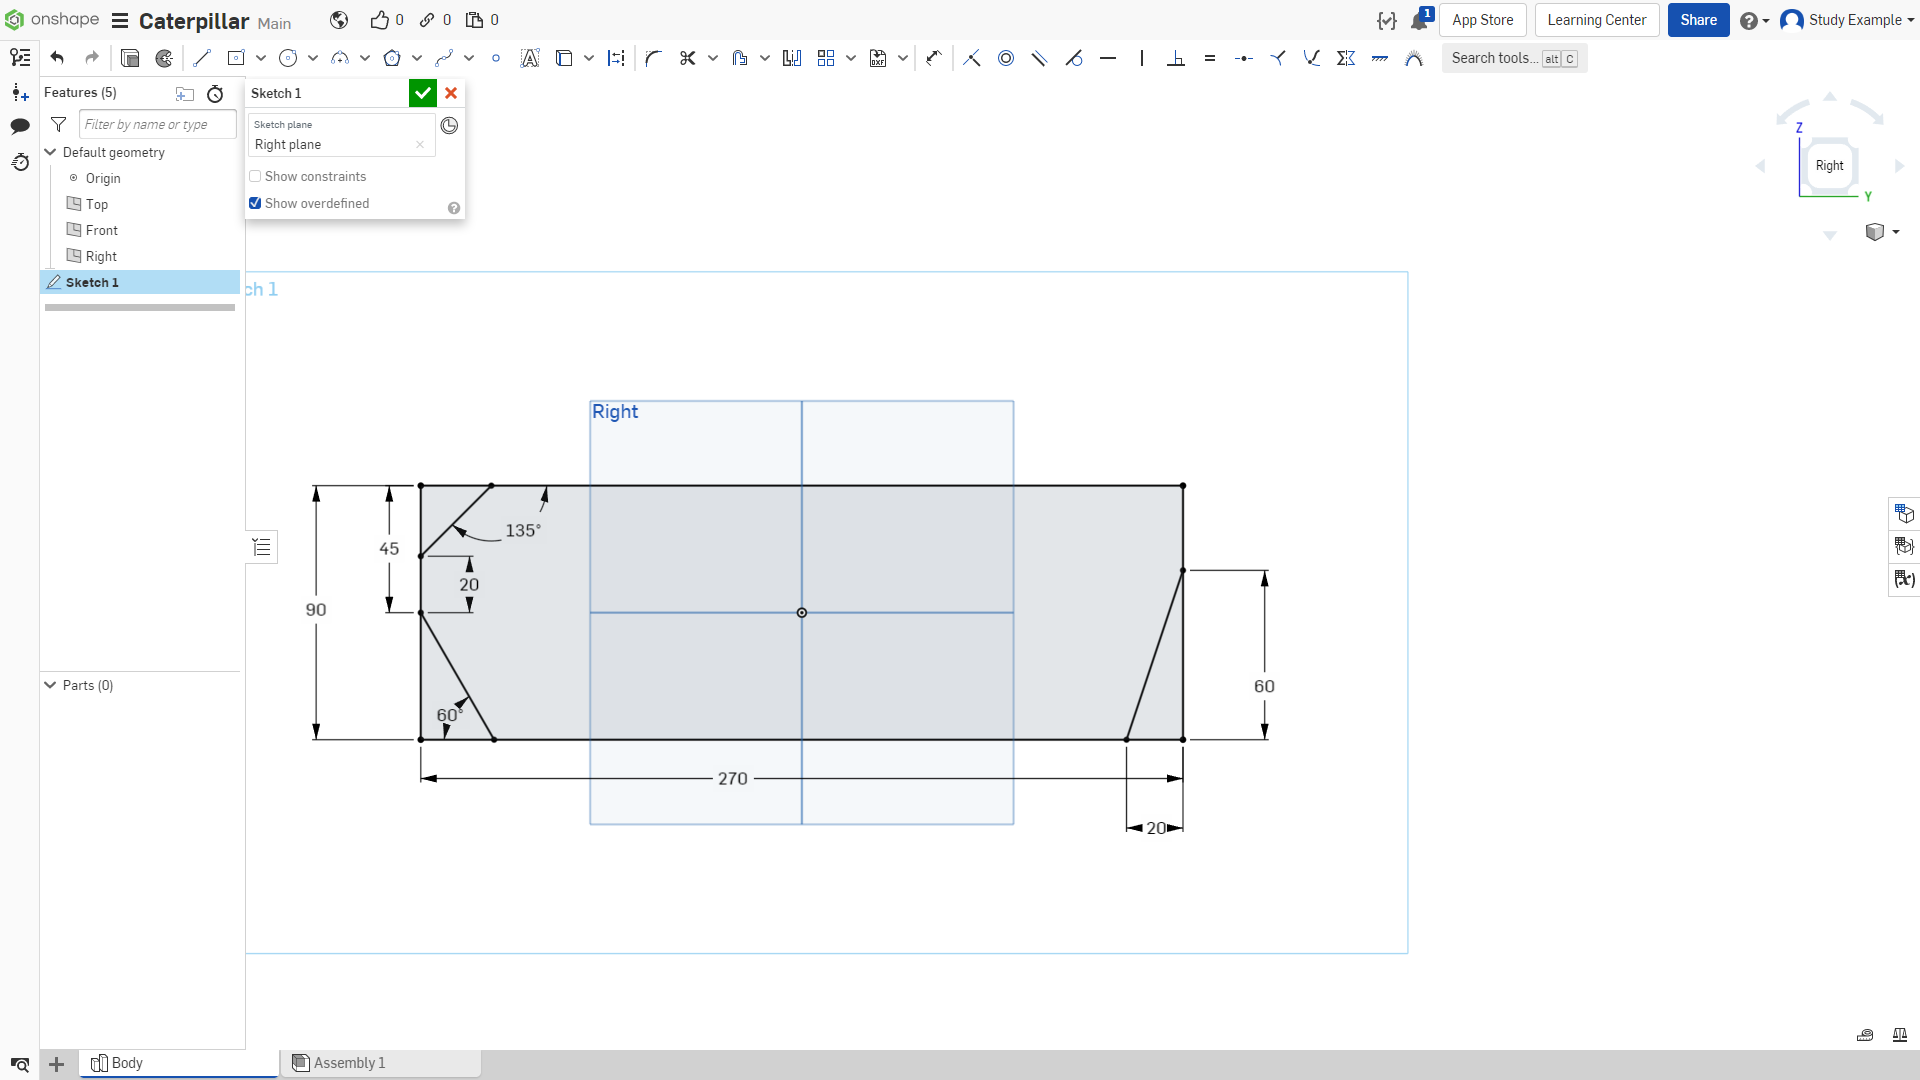 onshape Caterpillar Main 0 0 0 1 App Store Learning Center Share Study Example
Search tools... alt C
Features (5)
Filter by name or type
Default geometry
Origin
Top
Front
Right
Sketch 1
Parts (0)
Sketch 1
Sketch plane
Right plane
Show constraints
Show overdefined
Z
Right
Y
ch 1
Right
135°
45
20
90
60
60°
270
20
Body
Assembly 1